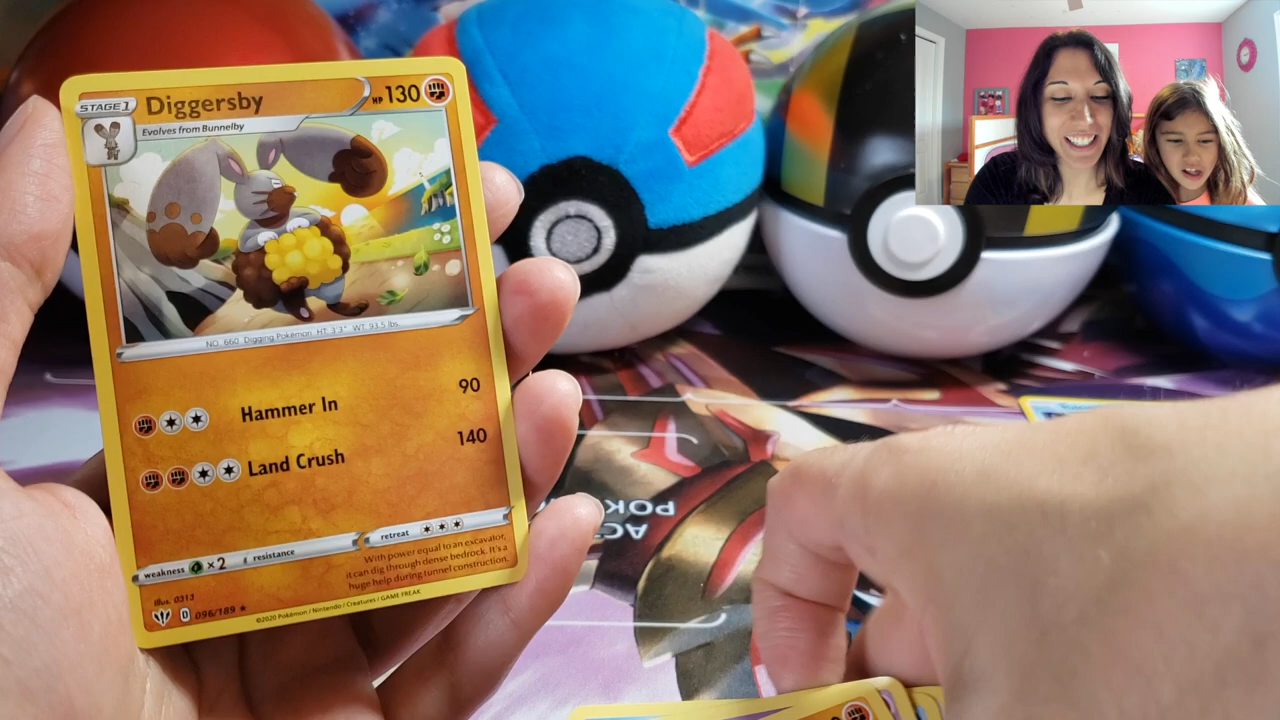 STAGE 1
Diggersby
HP 130
Evolves from Bunnelby
NO. 660 Digging Pokémon HT: 3'3" WT: 93.5 lbs.
Hammer In 90
Land Crush 140
weakness ×2 resistance retreat
With power equal to an excavator,
it can dig through dense bedrock. It's a
huge help during tunnel construction.
Illus. 0313
D 096/189 ★
©2020 Pokémon / Nintendo / Creatures / GAME FREAK